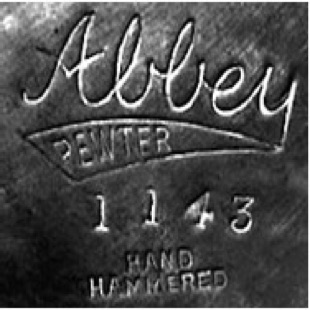 Abbey
PEWTER
1143
HAND
HAMMERED